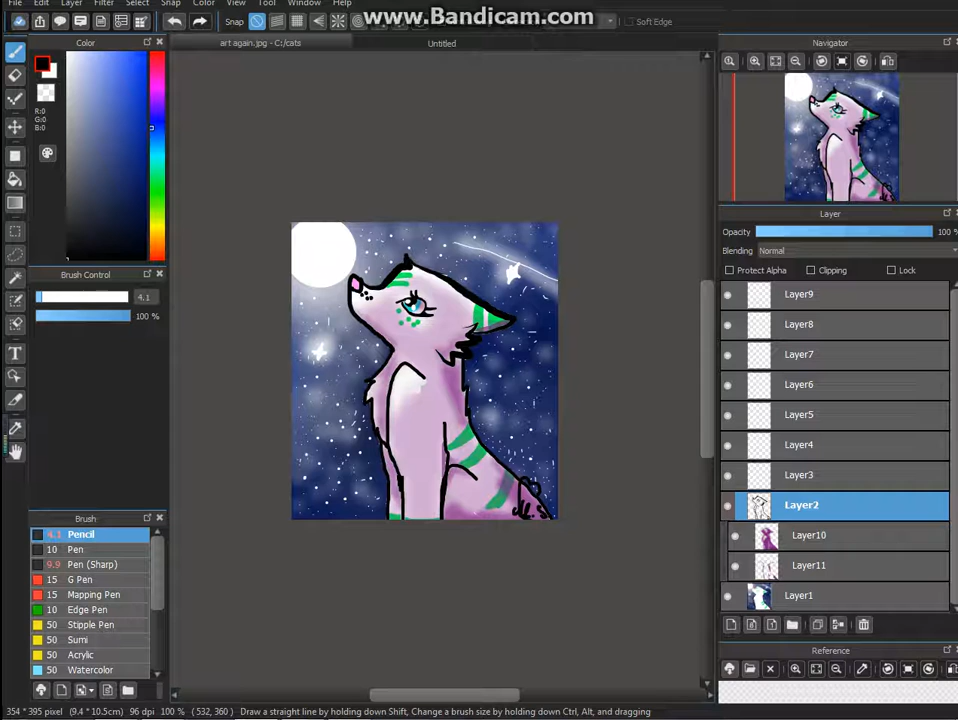 www.Bandicam.com
File Edit Layer Filter Select Snap Color View Tool Window Help
Snap
Soft Edge
Color
art again.jpg - C:/cats
Untitled
Navigator
R:0
G:0
B:0
Layer
Opacity
100 %
Blending
Normal
Protect Alpha
Clipping
Lock
Brush Control
4.1
100 %
Layer9
Layer8
Layer7
Layer6
Layer5
Layer4
Layer3
Layer2
Layer10
Layer11
Layer1
Brush
4.1 Pencil
10 Pen
9.9 Pen (Sharp)
15 G Pen
15 Mapping Pen
10 Edge Pen
50 Stipple Pen
50 Sumi
50 Acrylic
50 Watercolor
Reference
354 * 395 pixel (9.4 * 10.5cm) 96 dpi 100 % (532, 360) Draw a straight line by holding down Shift, Change a brush size by holding down Ctrl, Alt, and dragging